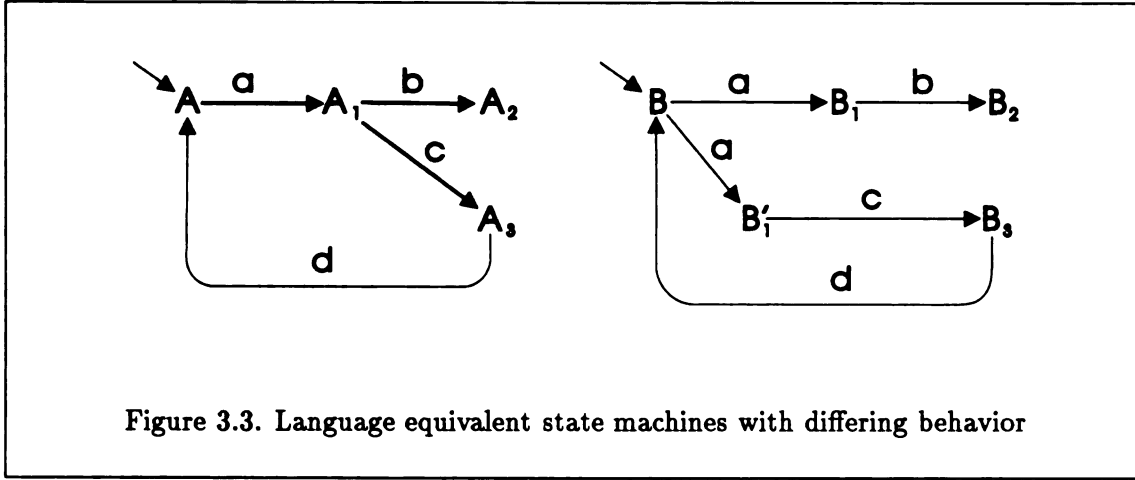 A a A₁ b A₂ B a B₁ b B₂
c a
A₃ B′₁ c B₃
d d
Figure 3.3. Language equivalent state machines with differing behavior